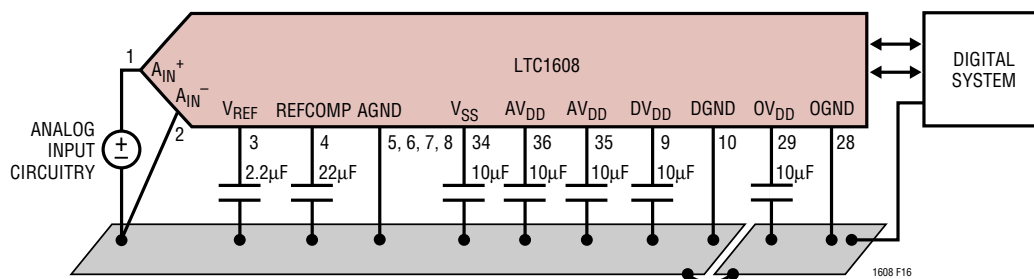 1
A_IN^+
A_IN^-
2
LTC1608
DIGITAL
SYSTEM
V_REF REFCOMP AGND V_SS AV_DD AV_DD DV_DD DGND OV_DD OGND
3 4 5, 6, 7, 8 34 36 35 9 10 29 28
ANALOG
INPUT
CIRCUITRY
+
–
2.2µF 22µF 10µF 10µF 10µF 10µF 10µF
1608 F16